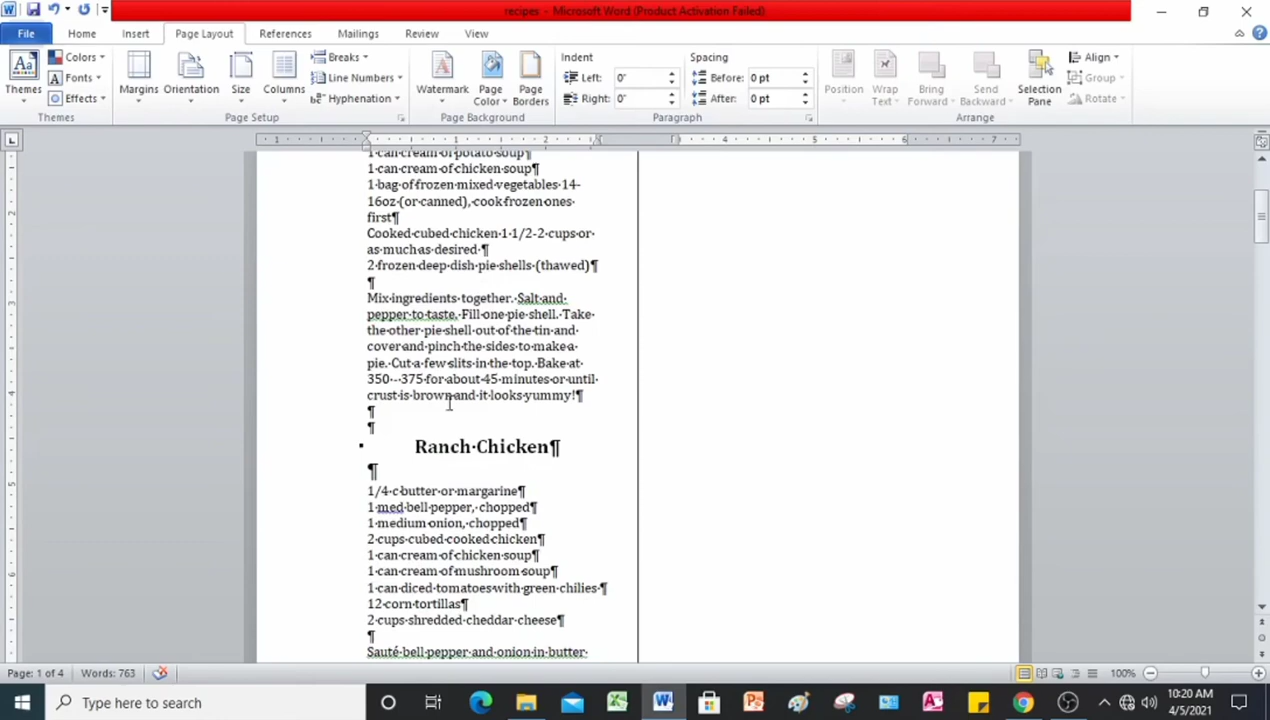 recipes - Microsoft Word (Product Activation Failed)
File Home Insert Page Layout References Mailings Review View
Themes
Colors
Fonts
Effects
Themes
Margins
Orientation
Size
Columns
Breaks
Line Numbers
Hyphenation
Page Setup
Watermark
Page Color
Page Borders
Page Background
Indent
Left: 0"
Right: 0"
Spacing
Before: 0 pt
After: 0 pt
Paragraph
Position
Wrap Text
Bring Forward
Send Backward
Selection Pane
Align
Group
Rotate
Arrange
1 can cream of potato soup¶
1 can cream of chicken soup¶
1 bag of frozen mixed vegetables 14-
16oz (or canned), cook frozen ones
first¶
Cooked cubed chicken 1 1/2-2 cups or
as much as desired ¶
2 frozen deep dish pie shells (thawed)¶
¶
Mix ingredients together. Salt and
pepper to taste. Fill one pie shell. Take
the other pie shell out of the tin and
cover and pinch the sides to make a
pie. Cut a few slits in the top. Bake at
350 - 375 for about 45 minutes or until
crust is brown and it looks yummy!¶
¶
¶
Ranch Chicken¶
¶
1/4 c butter or margarine¶
1 med bell pepper, chopped¶
1 medium onion, chopped¶
2 cups cubed cooked chicken¶
1 can cream of chicken soup¶
1 can cream of mushroom soup¶
1 can diced tomatoes with green chilies ¶
12 corn tortillas¶
2 cups shredded cheddar cheese¶
¶
Sauté bell pepper and onion in butter
Page: 1 of 4 Words: 763 100%
Type here to search
10:20 AM
4/5/2021